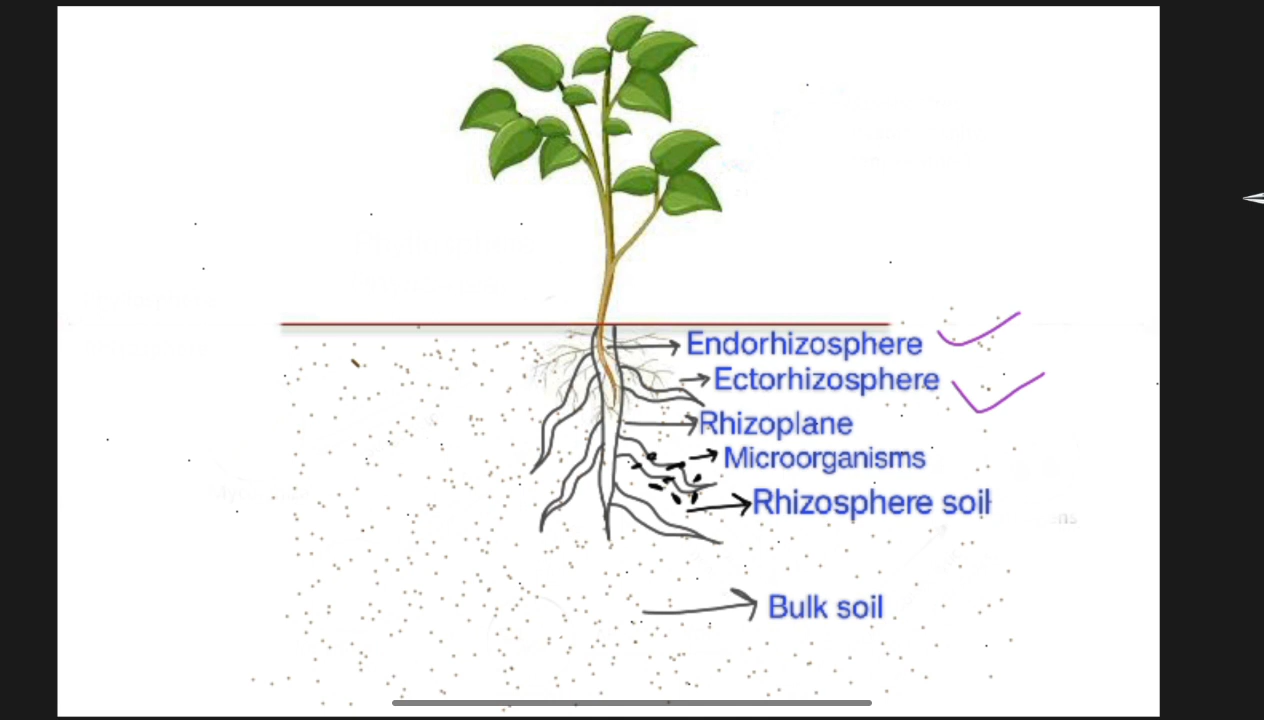 Endorhizosphere
Ectorhizosphere
Rhizoplane
Microorganisms
Rhizosphere soil
Bulk soil